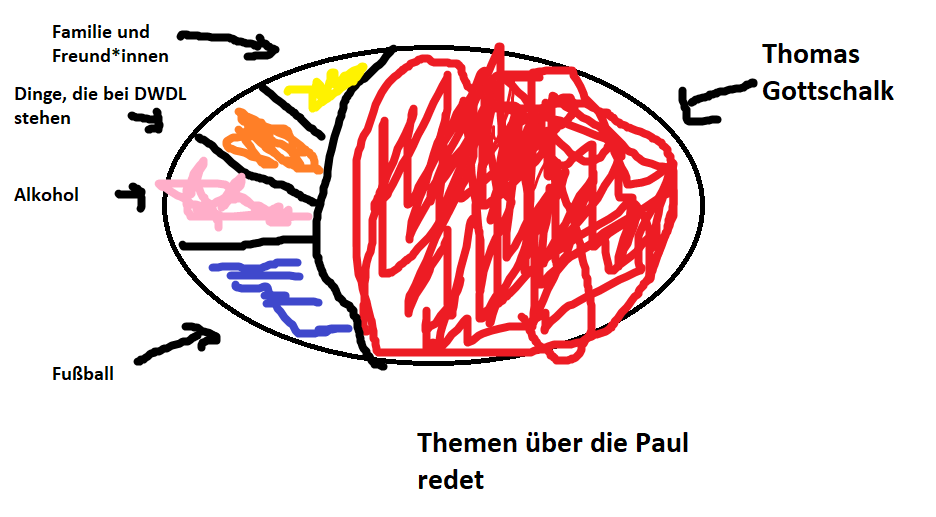 Familie und
Freund*innen
Thomas
Gottschalk
Dinge, die bei DWDL
stehen
Alkohol
Fußball
Themen über die Paul
redet